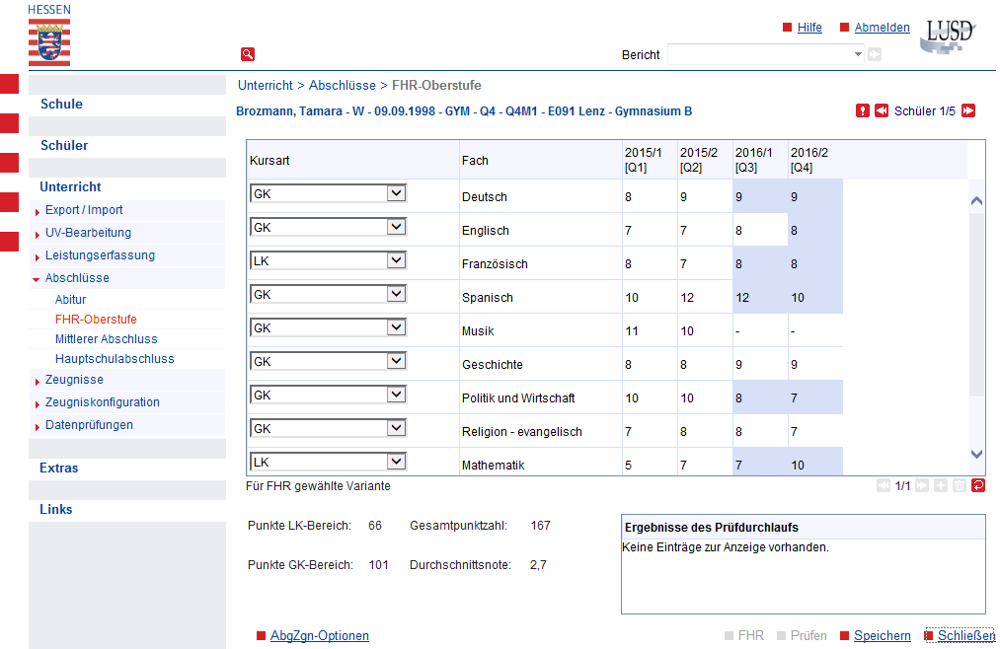 HESSEN
Hilfe Abmelden LUSD
Bericht
Unterricht > Abschlüsse > FHR-Oberstufe
Brozmann, Tamara - W - 09.09.1998 - GYM - Q4 - Q4M1 - E091 Lenz - Gymnasium B
Schüler 1/5
Schule
Schüler
Unterricht
Export / Import
UV-Bearbeitung
Leistungserfassung
Abschlüsse
Abitur
FHR-Oberstufe
Mittlerer Abschluss
Hauptschulabschluss
Zeugnisse
Zeugniskonfiguration
Datenprüfungen
Extras
Links
Kursart Fach 2015/1 [Q1] 2015/2 [Q2] 2016/1 [Q3] 2016/2 [Q4]
GK Deutsch 8 9 9 9
GK Englisch 7 7 8 8
LK Französisch 8 7 8 8
GK Spanisch 10 12 12 10
GK Musik 11 10 - -
GK Geschichte 8 8 9 9
GK Politik und Wirtschaft 10 10 8 7
GK Religion - evangelisch 7 8 8 7
LK Mathematik 5 7 7 10
Für FHR gewählte Variante 1/1
Punkte LK-Bereich: 66 Gesamtpunktzahl: 167
Punkte GK-Bereich: 101 Durchschnittsnote: 2,7
Ergebnisse des Prüfdurchlaufs
Keine Einträge zur Anzeige vorhanden.
AbgZgn-Optionen FHR Prüfen Speichern Schließen